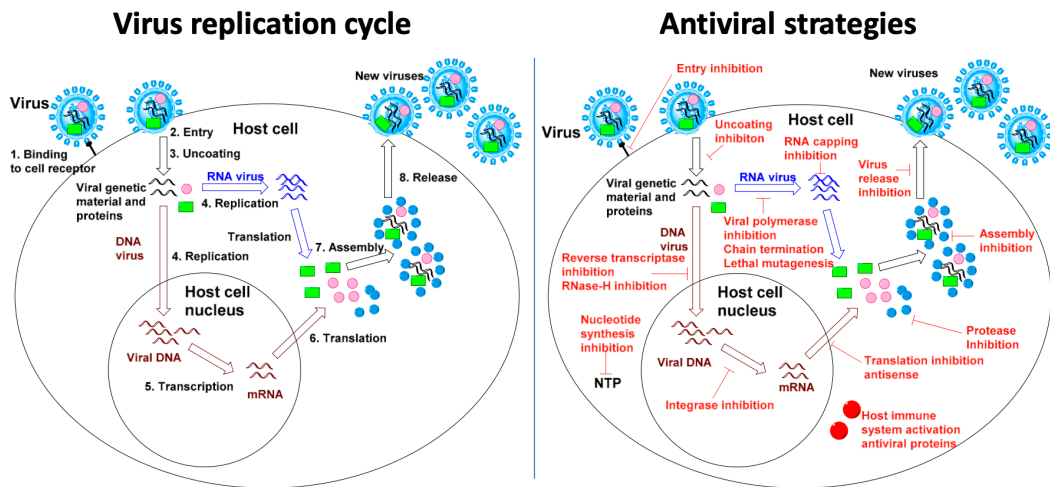 Virus replication cycle
Virus
1. Binding
to cell receptor
2. Entry
3. Uncoating
Host cell
New viruses
Viral genetic
material and
proteins
RNA virus
4. Replication
DNA
virus
4. Replication
Translation
7. Assembly
8. Release
Host cell
nucleus
Viral DNA
5. Transcription
mRNA
6. Translation
Antiviral strategies
Virus
Entry inhibition
New viruses
Host cell
Uncoating
inhibiton
RNA capping
inhibition
Virus
release
inhibition
Viral genetic
material and
proteins
RNA virus
Viral polymerase
inhibition
Chain termination
Lethal mutagenesis
DNA
virus
Assembly
inhibition
Reverse transcriptase
inhibition
RNase-H inhibition
Host cell
nucleus
Nucleotide
synthesis
inhibition
NTP
Viral DNA
mRNA
Integrase inhibition
Protease
Inhibition
Translation inhibition
antisense
Host immune
system activation
antiviral proteins